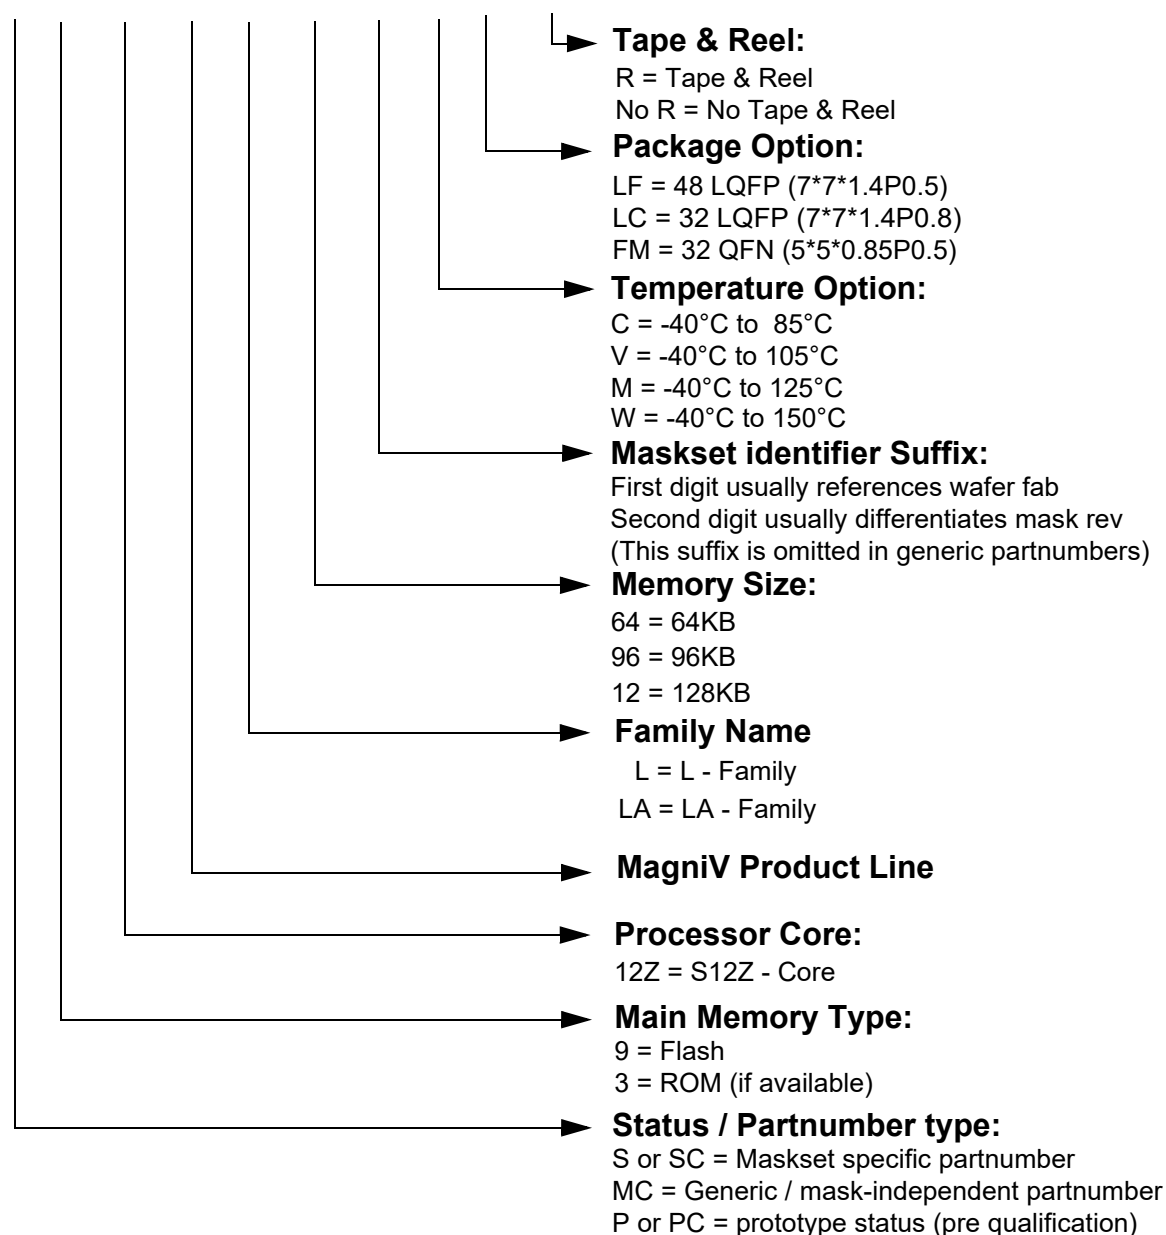 Tape & Reel:
R = Tape & Reel
No R = No Tape & Reel
Package Option:
LF = 48 LQFP (7*7*1.4P0.5)
LC = 32 LQFP (7*7*1.4P0.8)
FM = 32 QFN (5*5*0.85P0.5)
Temperature Option:
C = -40°C to  85°C
V = -40°C to 105°C
M = -40°C to 125°C
W = -40°C to 150°C
Maskset identifier Suffix:
First digit usually references wafer fab
Second digit usually differentiates mask rev
(This suffix is omitted in generic partnumbers)
Memory Size:
64 = 64KB
96 = 96KB
12 = 128KB
Family Name
L = L - Family
LA = LA - Family
MagniV Product Line
Processor Core:
12Z = S12Z - Core
Main Memory Type:
9 = Flash
3 = ROM (if available)
Status / Partnumber type:
S or SC = Maskset specific partnumber
MC = Generic / mask-independent partnumber
P or PC = prototype status (pre qualification)